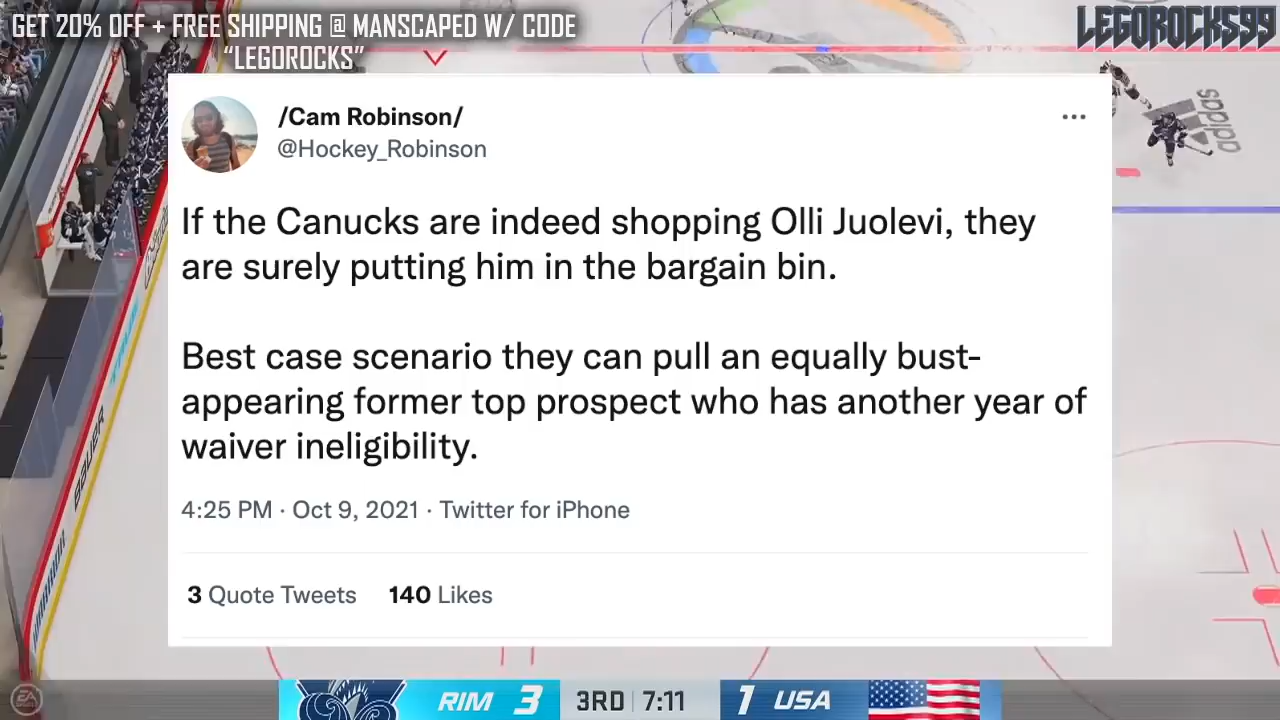 GET 20% OFF + FREE SHIPPING @ MANSCAPED W/ CODE
"LEGOROCKS"
LEGOROCKS99
/Cam Robinson/
@Hockey_Robinson
If the Canucks are indeed shopping Olli Juolevi, they
are surely putting him in the bargain bin.
Best case scenario they can pull an equally bust-
appearing former top prospect who has another year of
waiver ineligibility.
4:25 PM · Oct 9, 2021 · Twitter for iPhone
3 Quote Tweets 140 Likes
adidas
BAUER
EA
RIM 3 3RD 7:11 1 USA